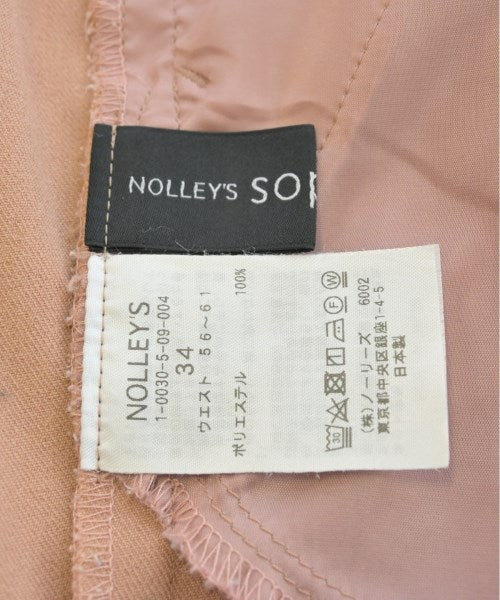 NOLLEY'S SOP
NOLLEY'S
1-0030-5-09-004
34
ウエスト 56～61
ポリエステル 100%
30 P F W
(株)ノーリーズ 6002
東京都中央区銀座1-4-5
日本製